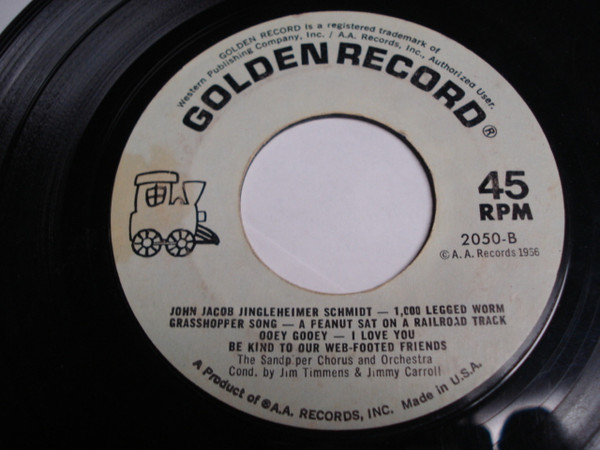 GOLDEN RECORD is a registered trademark of
Western Publishing Company, Inc. / A.A. Records, Inc., Authorized User.
GOLDEN RECORD®
45
RPM
2050-B
© A. A. Records 1956
JOHN JACOB JINGLEHEIMER SCHMIDT — 1,000 LEGGED WORM
GRASSHOPPER SONG — A PEANUT SAT ON A RAILROAD TRACK
OOEY GOOEY — I LOVE YOU
BE KIND TO OUR WEB-FOOTED FRIENDS
The Sandp per Chorus and Orchestra
Cond. by Jim Timmens & Jimmy Carroll
A Product of ®A.A. RECORDS, INC. Made in U.S.A.